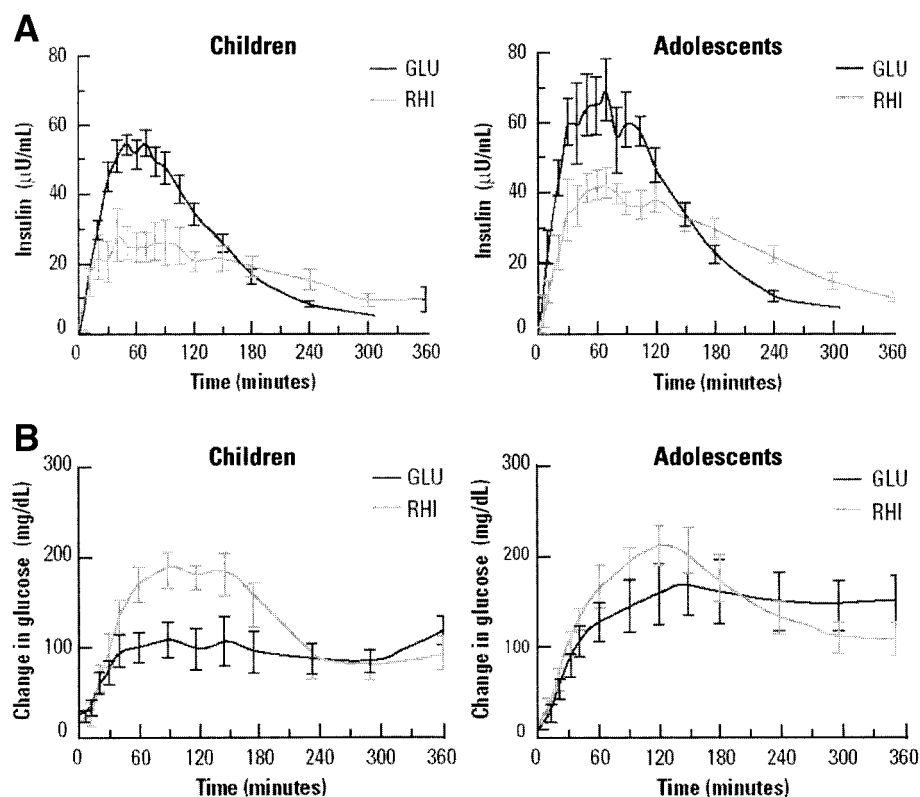 A
Children
GLU
RHI
Insulin (µU/mL)
80
60
40
20
0
0 60 120 180 240 300 360
Time (minutes)
Adolescents
GLU
RHI
Insulin (µU/mL)
80
60
40
20
0
0 60 120 180 240 300 360
Time (minutes)
B
Children
GLU
RHI
Change in glucose (mg/dL)
300
200
100
0
0 60 120 180 240 300 360
Time (minutes)
Adolescents
GLU
RHI
Change in glucose (mg/dL)
300
200
100
0
0 60 120 180 240 300 360
Time (minutes)